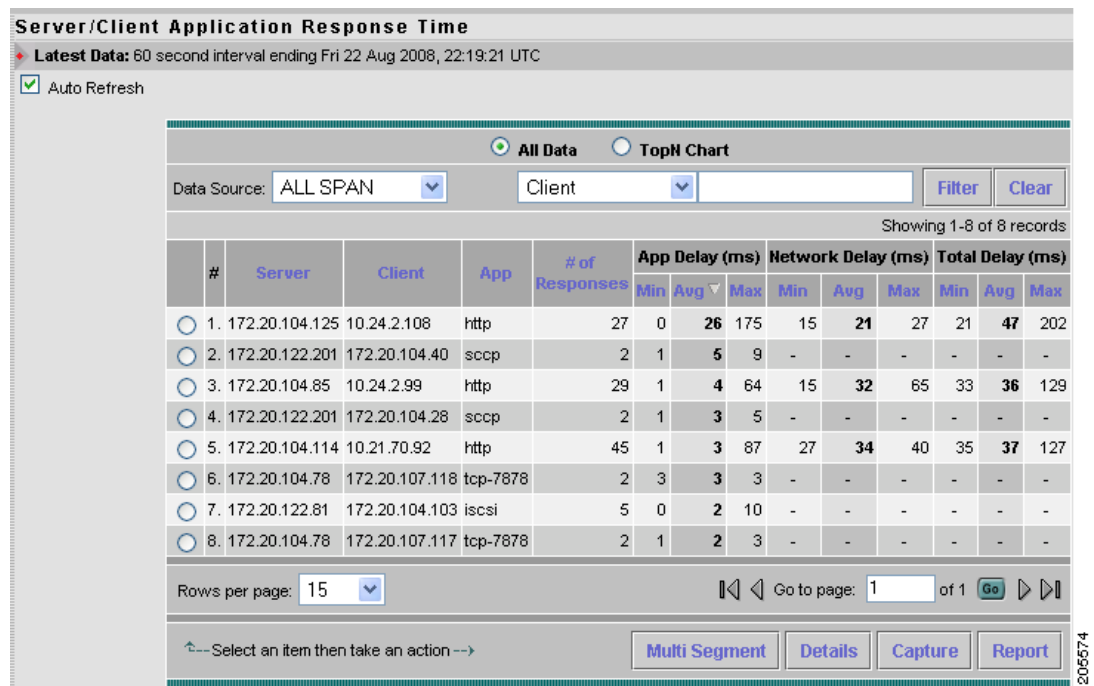 Server/Client Application Response Time
Latest Data: 60 second interval ending Fri 22 Aug 2008, 22:19:21 UTC
Auto Refresh
All Data TopN Chart
Data Source: ALL SPAN Client Filter Clear
Showing 1-8 of 8 records
# Server Client App # of Responses App Delay (ms) Network Delay (ms) Total Delay (ms)
Min Avg Max Min Avg Max Min Avg Max
1. 172.20.104.125 10.24.2.108 http 27 0 26 175 15 21 27 21 47 202
2. 172.20.122.201 172.20.104.40 sccp 2 1 5 9 - - - - - -
3. 172.20.104.85 10.24.2.99 http 29 1 4 64 15 32 65 33 36 129
4. 172.20.122.201 172.20.104.28 sccp 2 1 3 5 - - - - - -
5. 172.20.104.114 10.21.70.92 http 45 1 3 87 27 34 40 35 37 127
6. 172.20.104.78 172.20.107.118 tcp-7878 2 3 3 3 - - - - - -
7. 172.20.122.81 172.20.104.103 iscsi 5 0 2 10 - - - - - -
8. 172.20.104.78 172.20.107.117 tcp-7878 2 1 2 3 - - - - - -
Rows per page: 15 Go to page: 1 of 1 Go
Select an item then take an action --> Multi Segment Details Capture Report
205574